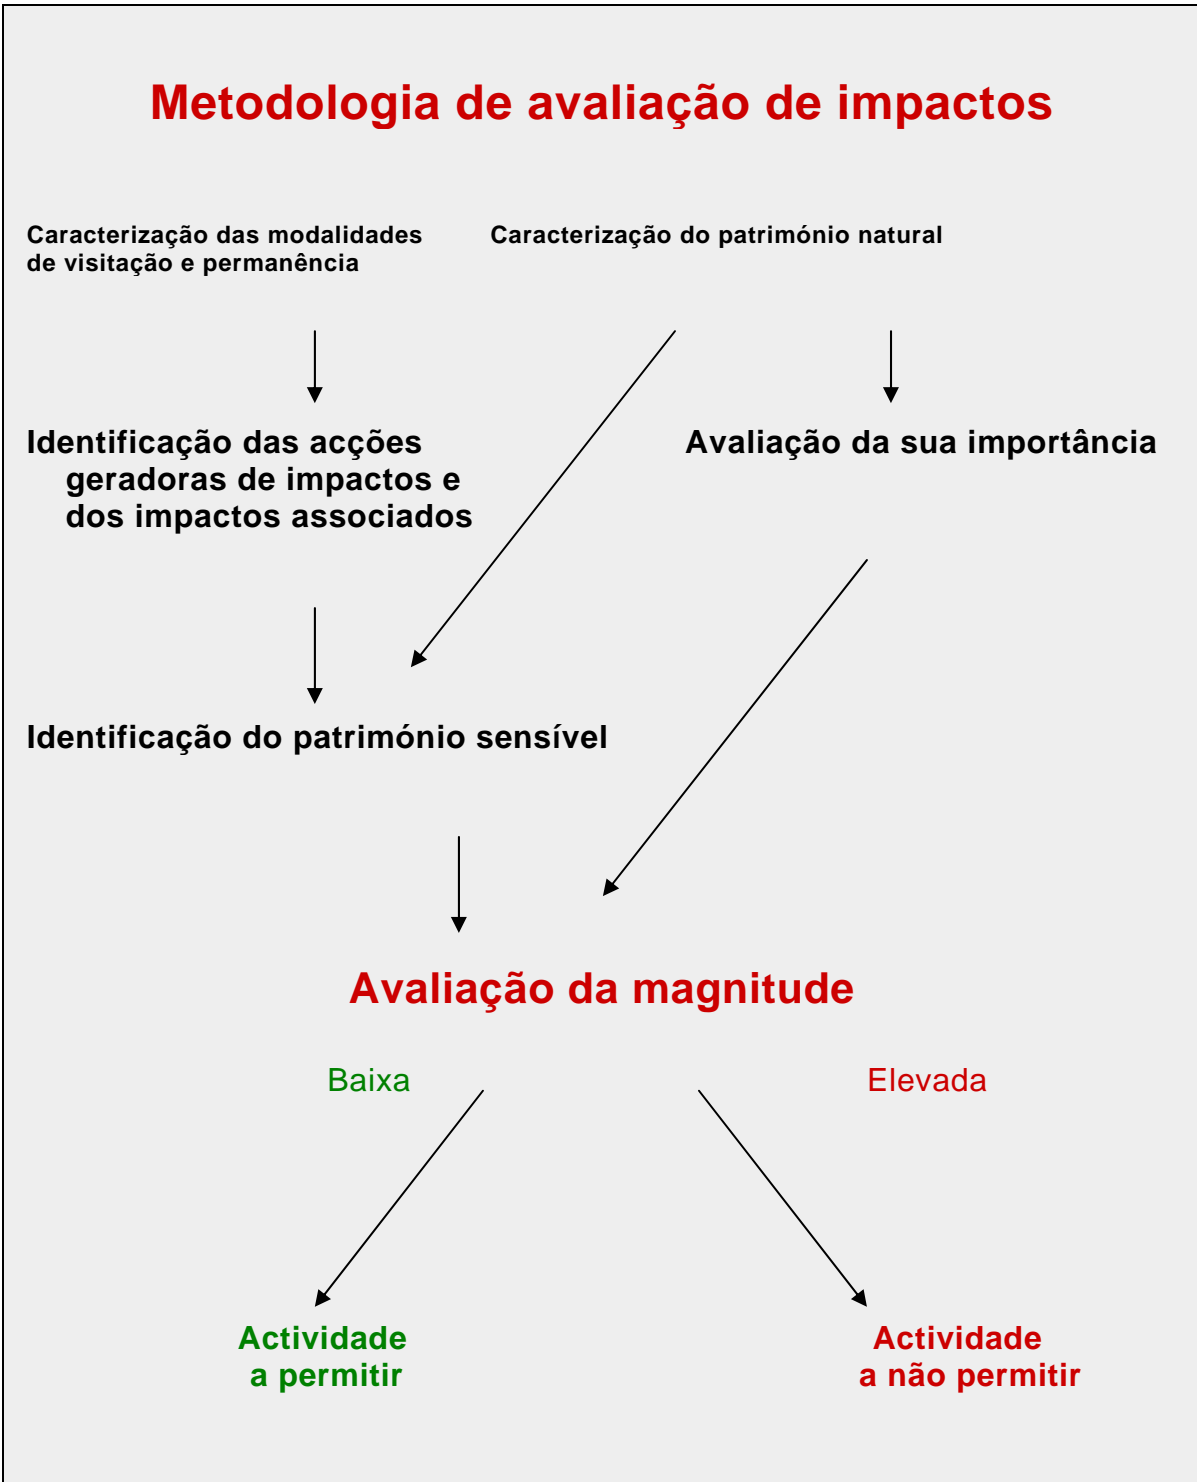 Metodologia de avaliação de impactos
Caracterização das modalidades
de visitação e permanência
Caracterização do património natural
Identificação das acções
geradoras de impactos e
dos impactos associados
Avaliação da sua importância
Identificação do património sensível
Avaliação da magnitude
Baixa
Elevada
Actividade
a permitir
Actividade
a não permitir